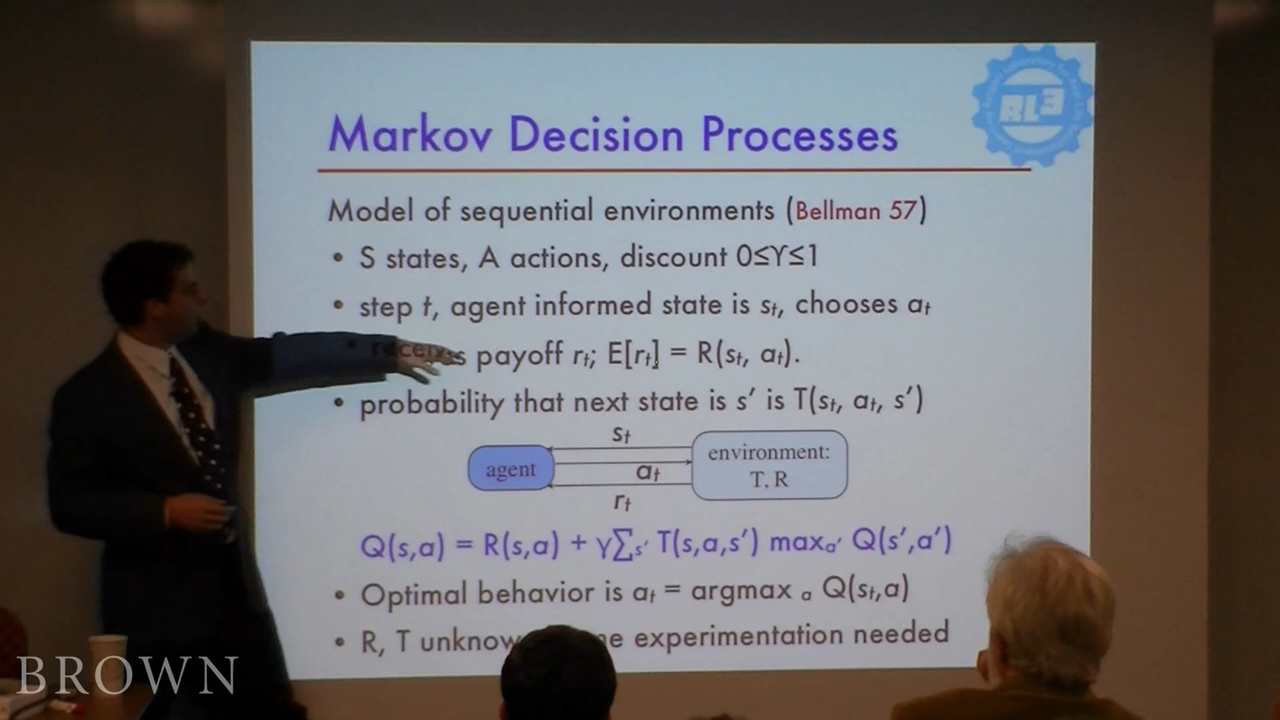 RL3
Markov Decision Processes
Model of sequential environments (Bellman 57)
• S states, A actions, discount 0≤γ≤1
• step t, agent informed state is sₜ, chooses aₜ
• receives payoff rₜ; E[rₜ] = R(sₜ, aₜ).
• probability that next state is s′ is T(sₜ, aₜ, s′)
sₜ
agent
aₜ
environment:
T, R
rₜ
Q(s,a) = R(s,a) + γ∑s′ T(s,a,s′) maxa′ Q(s′,a′)
• Optimal behavior is aₜ = argmax a Q(sₜ,a)
• R, T experimentation needed
BROWN